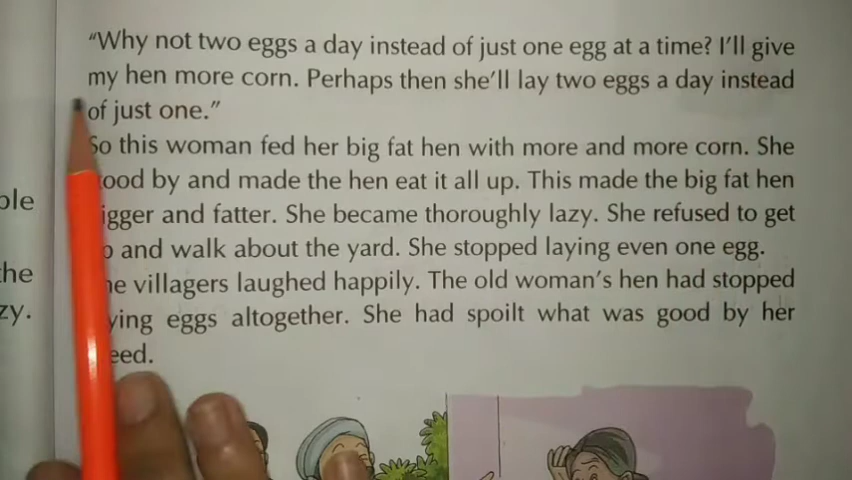 "Why not two eggs a day instead of just one egg at a time? I'll give
my hen more corn. Perhaps then she'll lay two eggs a day instead
of just one."
So this woman fed her big fat hen with more and more corn. She
ood by and made the hen eat it all up. This made the big fat hen
igger and fatter. She became thoroughly lazy. She refused to get
p and walk about the yard. She stopped laying even one egg.
he villagers laughed happily. The old woman's hen had stopped
ying eggs altogether. She had spoilt what was good by her
eed.
ble
he
zy.